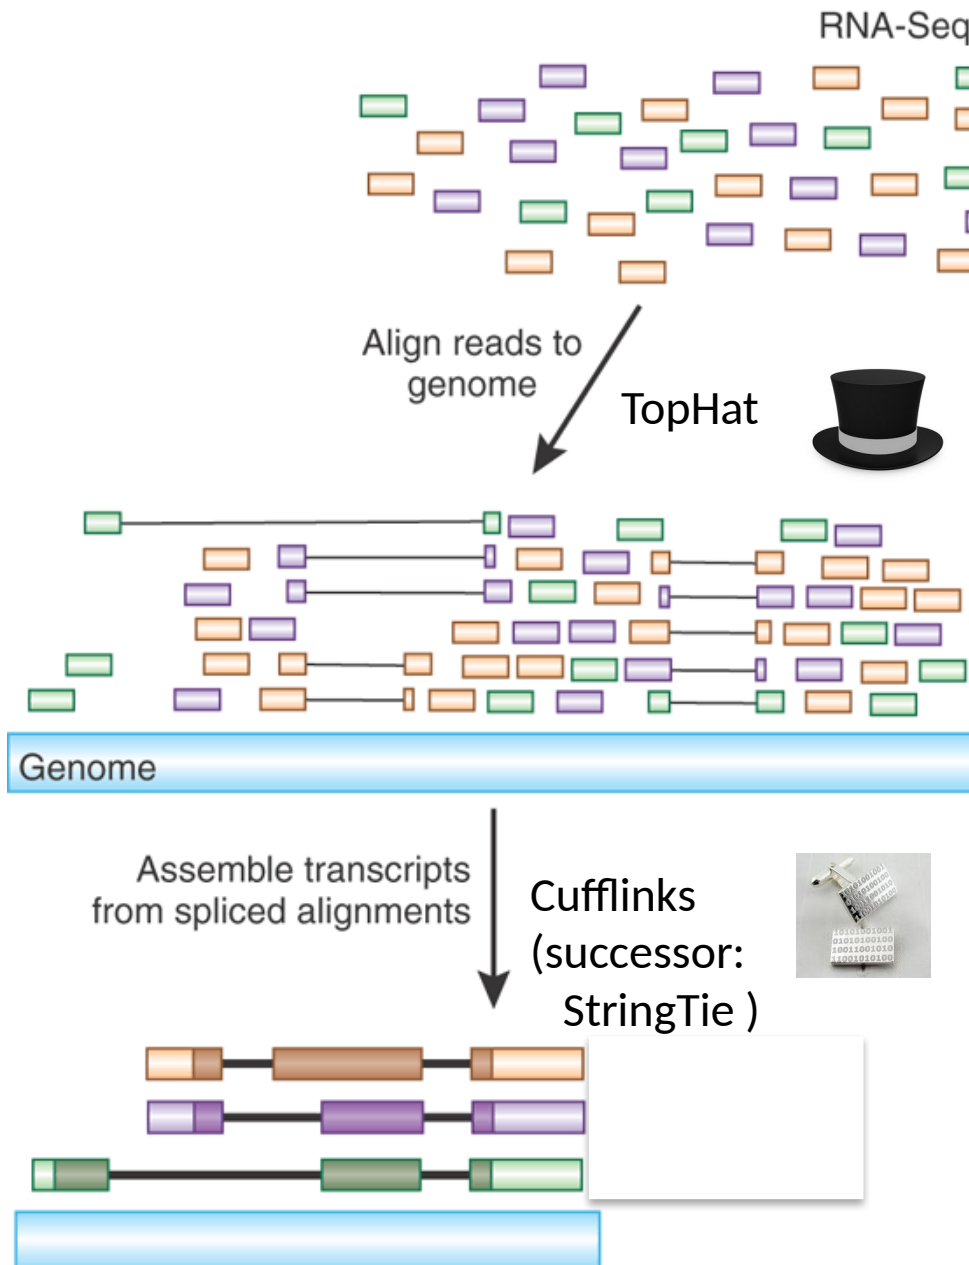 RNA-Seq
Align reads to
genome
TopHat
Genome
Assemble transcripts
from spliced alignments
Cufflinks
(successor:
StringTie )